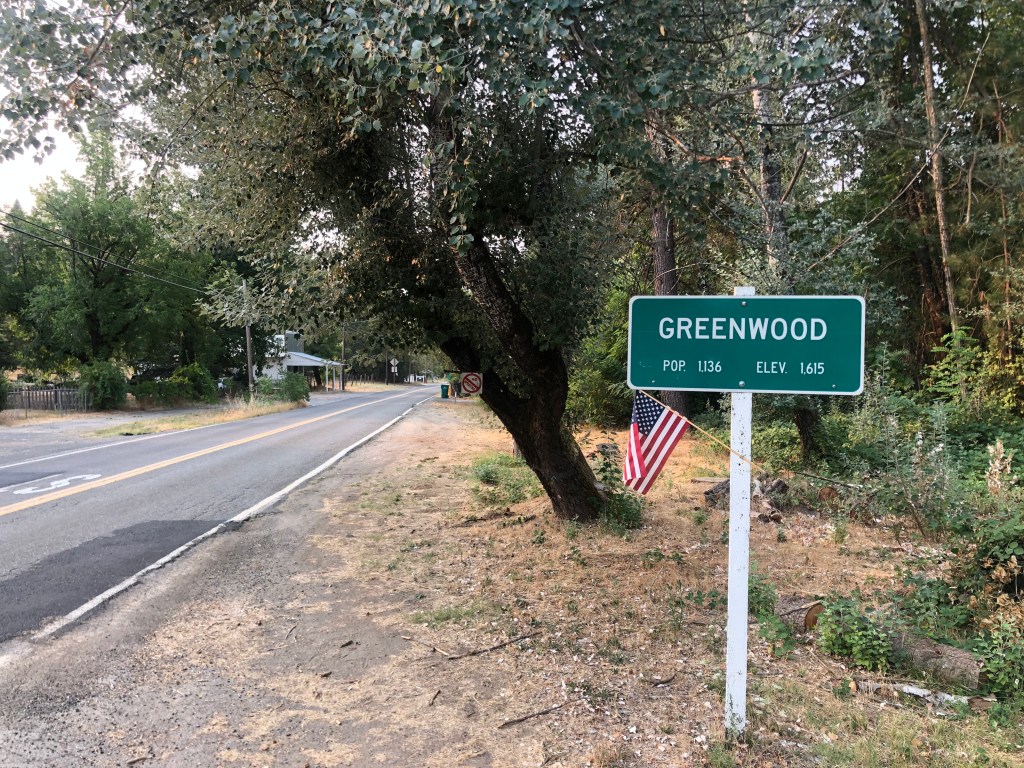 GREENWOOD
POP. 1,136 ELEV. 1,615